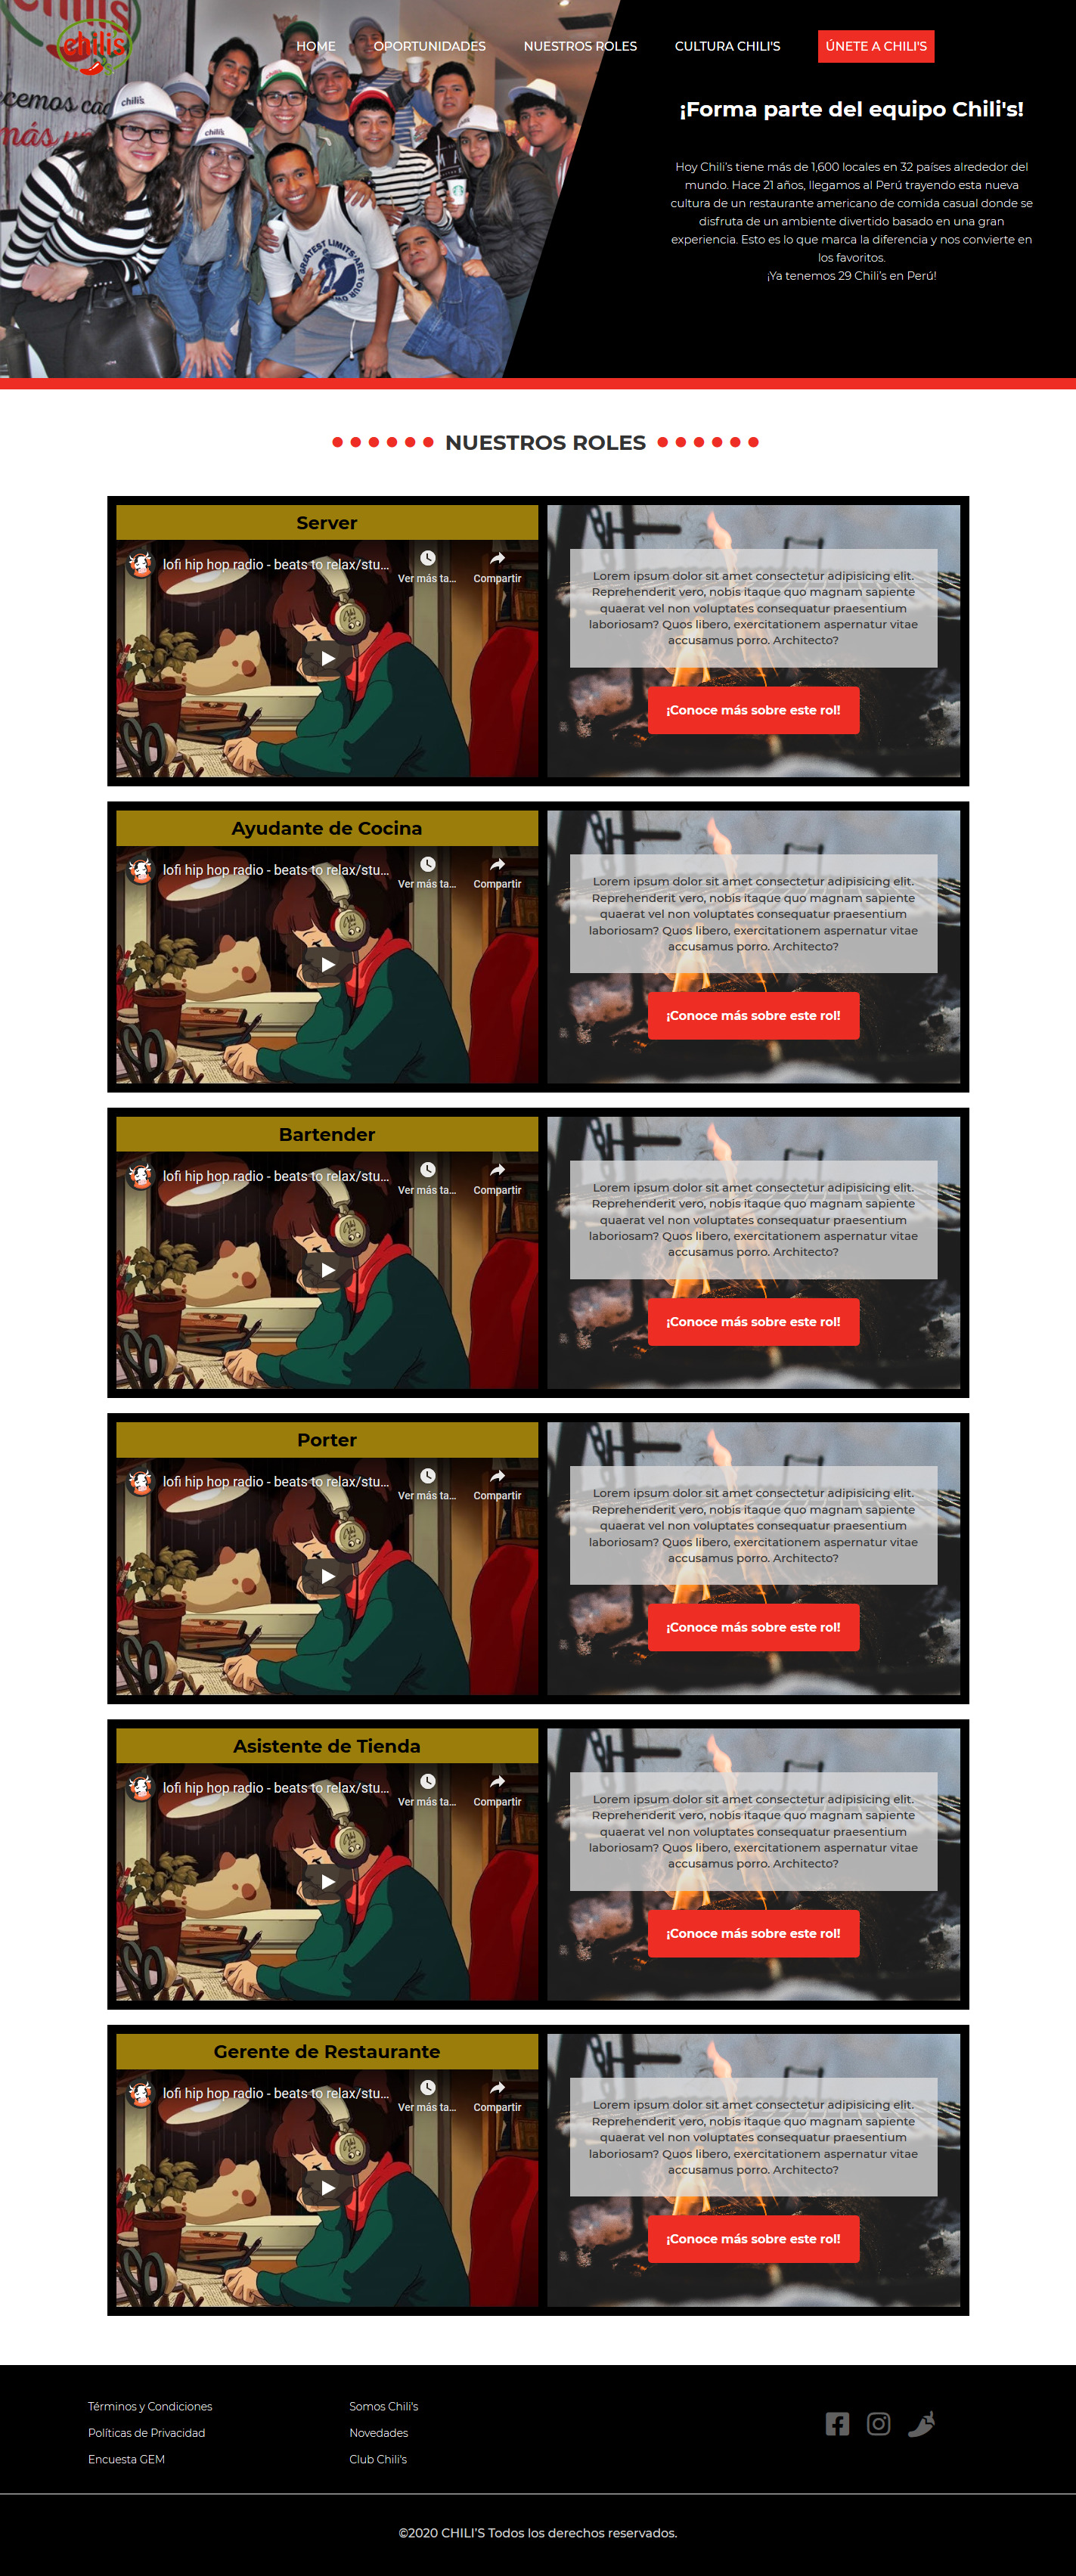 chilis
chilis
HOME
OPORTUNIDADES
NUESTROS ROLES
CULTURA CHILI'S
ÚNETE A CHILI'S
cemos cad
más
chili's
chili's
GREATEST LIMITS ARE YOUR OWN
¡Forma parte del equipo Chili's!
Hoy Chili's tiene más de 1,600 locales en 32 países alrededor del
mundo. Hace 21 años, llegamos al Perú trayendo esta nueva
cultura de un restaurante americano de comida casual donde se
disfruta de un ambiente divertido basado en una gran
experiencia. Esto es lo que marca la diferencia y nos convierte en
los favoritos.
¡Ya tenemos 29 Chili's en Perú!
NUESTROS ROLES
Server
lofi hip hop radio - beats to relax/stu...
Ver más ta...
Compartir
Lorem ipsum dolor sit amet consectetur adipisicing elit.
Reprehenderit vero, nobis itaque quo magnam sapiente
quaerat vel non voluptates consequatur praesentium
laboriosam? Quos libero, exercitationem aspernatur vitae
accusamus porro. Architecto?
¡Conoce más sobre este rol!
Ayudante de Cocina
lofi hip hop radio - beats to relax/stu...
Ver más ta...
Compartir
Lorem ipsum dolor sit amet consectetur adipisicing elit.
Reprehenderit vero, nobis itaque quo magnam sapiente
quaerat vel non voluptates consequatur praesentium
laboriosam? Quos libero, exercitationem aspernatur vitae
accusamus porro. Architecto?
¡Conoce más sobre este rol!
Bartender
lofi hip hop radio - beats to relax/stu...
Ver más ta...
Compartir
Lorem ipsum dolor sit amet consectetur adipisicing elit.
Reprehenderit vero, nobis itaque quo magnam sapiente
quaerat vel non voluptates consequatur praesentium
laboriosam? Quos libero, exercitationem aspernatur vitae
accusamus porro. Architecto?
¡Conoce más sobre este rol!
Porter
lofi hip hop radio - beats to relax/stu...
Ver más ta...
Compartir
Lorem ipsum dolor sit amet consectetur adipisicing elit.
Reprehenderit vero, nobis itaque quo magnam sapiente
quaerat vel non voluptates consequatur praesentium
laboriosam? Quos libero, exercitationem aspernatur vitae
accusamus porro. Architecto?
¡Conoce más sobre este rol!
Asistente de Tienda
lofi hip hop radio - beats to relax/stu...
Ver más ta...
Compartir
Lorem ipsum dolor sit amet consectetur adipisicing elit.
Reprehenderit vero, nobis itaque quo magnam sapiente
quaerat vel non voluptates consequatur praesentium
laboriosam? Quos libero, exercitationem aspernatur vitae
accusamus porro. Architecto?
¡Conoce más sobre este rol!
Gerente de Restaurante
lofi hip hop radio - beats to relax/stu...
Ver más ta...
Compartir
Lorem ipsum dolor sit amet consectetur adipisicing elit.
Reprehenderit vero, nobis itaque quo magnam sapiente
quaerat vel non voluptates consequatur praesentium
laboriosam? Quos libero, exercitationem aspernatur vitae
accusamus porro. Architecto?
¡Conoce más sobre este rol!
Términos y Condiciones
Políticas de Privacidad
Encuesta GEM
Somos Chili's
Novedades
Club Chili's
©2020 CHILI'S Todos los derechos reservados.